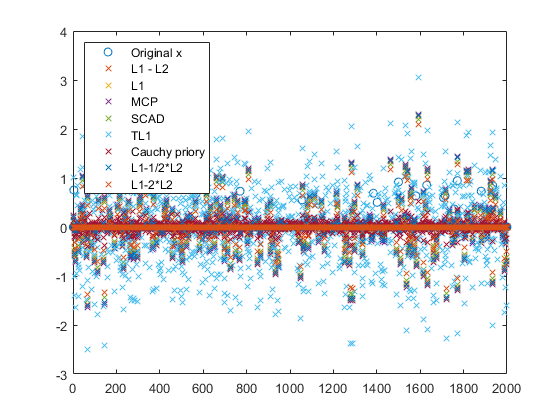 4
3
2
1
0
-1
-2
-3
Original x
L1 - L2
L1
MCP
SCAD
TL1
Cauchy priory
L1-1/2*L2
L1-2*L2
0 200 400 600 800 1000 1200 1400 1600 1800 2000